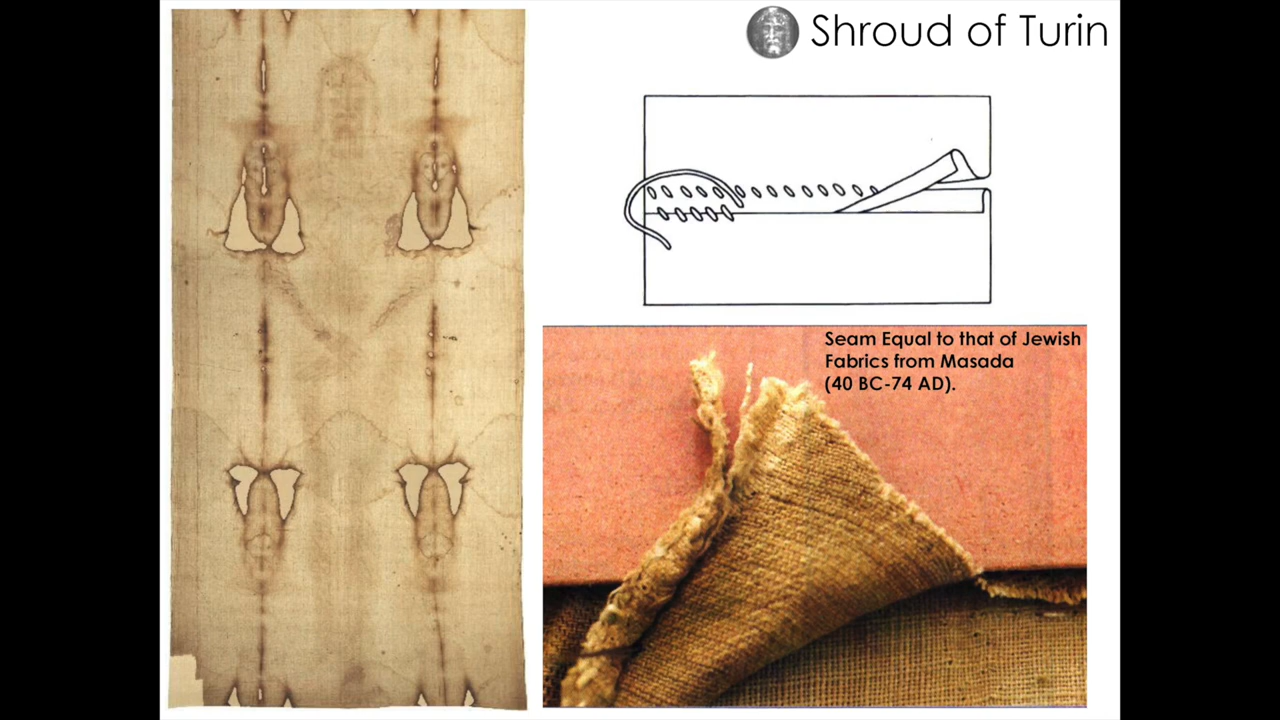 Shroud of Turin
Seam Equal to that of Jewish
Fabrics from Masada
(40 BC-74 AD).